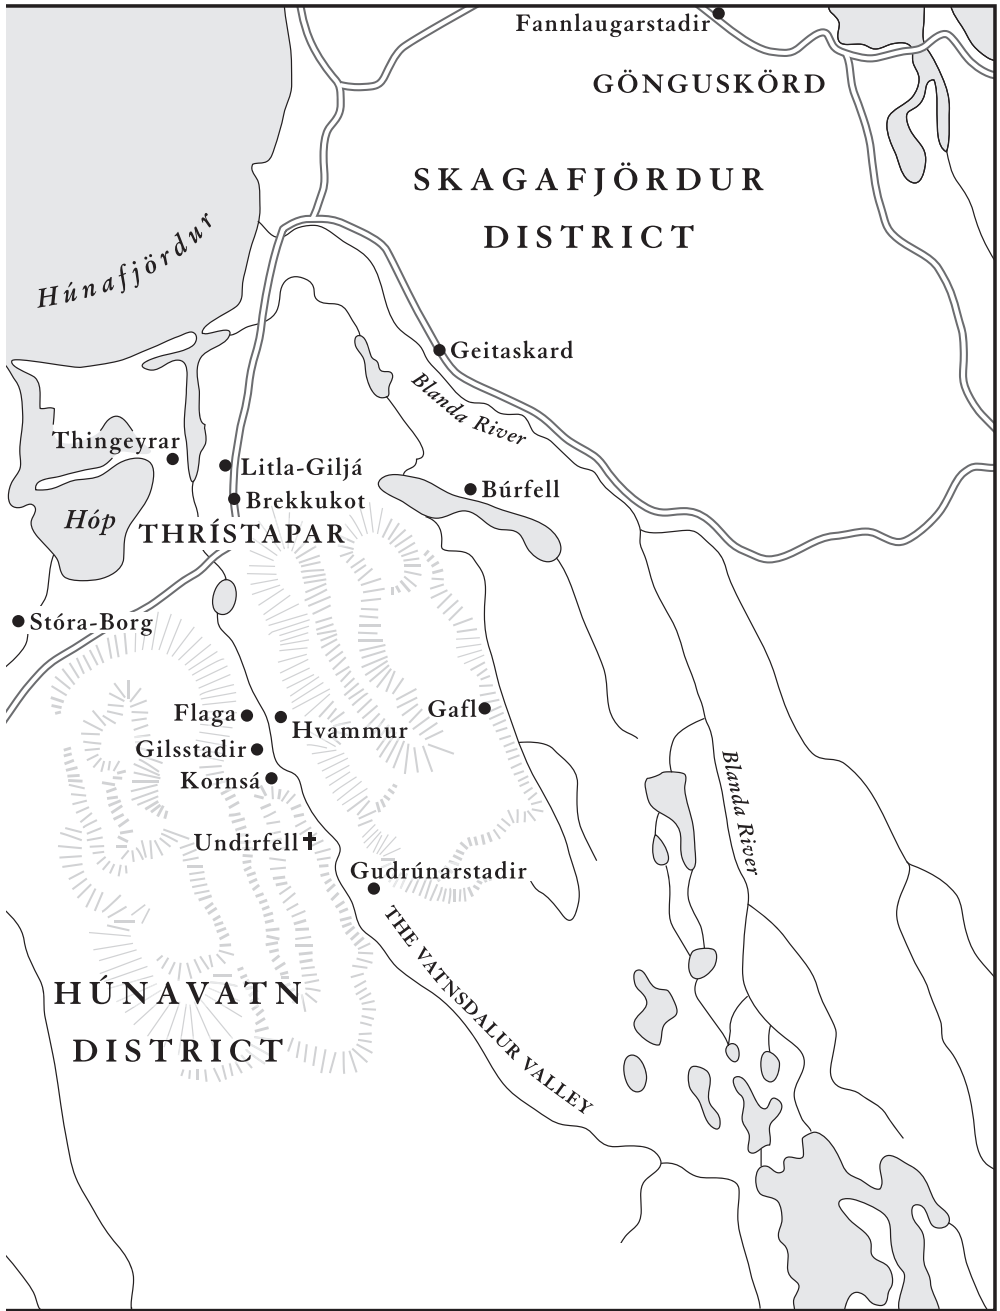 Fannlaugarstadir
GÖNGUSKÖRD
SKAGAFJÖRDUR
DISTRICT
Húnafjördur
Geitaskard
Blanda River
Thingeyrar
Litla-Giljá
Búrfell
Brekkukot
Hóp
THRÍSTAPAR
Stóra-Borg
Flaga
Hvammur
Gafl
Gilsstadir
Kornsá
Blanda River
Undirfell
Gudrúnarstadir
THE VATNSDALUR VALLEY
HÚNAVATN
DISTRICT